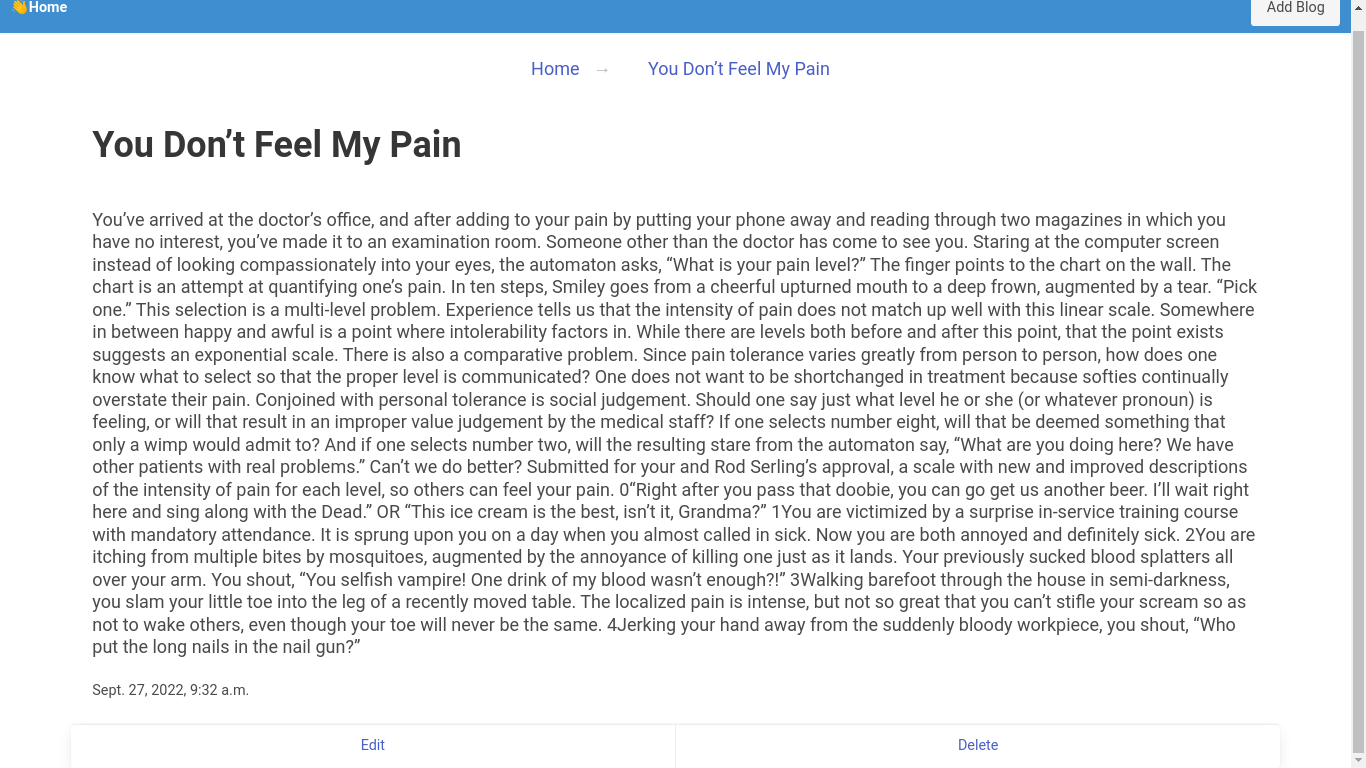 👋Home
Add Blog
Home → You Don’t Feel My Pain
You Don’t Feel My Pain
You’ve arrived at the doctor’s office, and after adding to your pain by putting your phone away and reading through two magazines in which you
have no interest, you’ve made it to an examination room. Someone other than the doctor has come to see you. Staring at the computer screen
instead of looking compassionately into your eyes, the automaton asks, “What is your pain level?” The finger points to the chart on the wall. The
chart is an attempt at quantifying one’s pain. In ten steps, Smiley goes from a cheerful upturned mouth to a deep frown, augmented by a tear. “Pick
one.” This selection is a multi-level problem. Experience tells us that the intensity of pain does not match up well with this linear scale. Somewhere
in between happy and awful is a point where intolerability factors in. While there are levels both before and after this point, that the point exists
suggests an exponential scale. There is also a comparative problem. Since pain tolerance varies greatly from person to person, how does one
know what to select so that the proper level is communicated? One does not want to be shortchanged in treatment because softies continually
overstate their pain. Conjoined with personal tolerance is social judgement. Should one say just what level he or she (or whatever pronoun) is
feeling, or will that result in an improper value judgement by the medical staff? If one selects number eight, will that be deemed something that
only a wimp would admit to? And if one selects number two, will the resulting stare from the automaton say, “What are you doing here? We have
other patients with real problems.” Can’t we do better? Submitted for your and Rod Serling’s approval, a scale with new and improved descriptions
of the intensity of pain for each level, so others can feel your pain. 0“Right after you pass that doobie, you can go get us another beer. I’ll wait right
here and sing along with the Dead.” OR “This ice cream is the best, isn’t it, Grandma?” 1You are victimized by a surprise in-service training course
with mandatory attendance. It is sprung upon you on a day when you almost called in sick. Now you are both annoyed and definitely sick. 2You are
itching from multiple bites by mosquitoes, augmented by the annoyance of killing one just as it lands. Your previously sucked blood splatters all
over your arm. You shout, “You selfish vampire! One drink of my blood wasn’t enough?!” 3Walking barefoot through the house in semi-darkness,
you slam your little toe into the leg of a recently moved table. The localized pain is intense, but not so great that you can’t stifle your scream so as
not to wake others, even though your toe will never be the same. 4Jerking your hand away from the suddenly bloody workpiece, you shout, “Who
put the long nails in the nail gun?”
Sept. 27, 2022, 9:32 a.m.
Edit
Delete